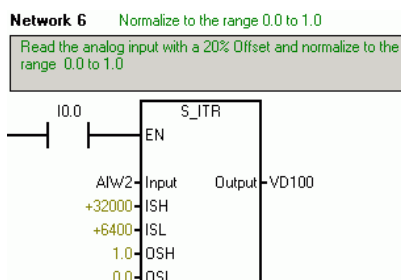 Network 6 Normalize to the range 0.0 to 1.0
Read the analog input with a 20% Offset and normalize to the
range 0.0 to 1.0
I0.0 S_ITR
EN
AIW2 Input Output VD100
+32000 ISH
+6400 ISL
1.0 OSH
0.0 OSL